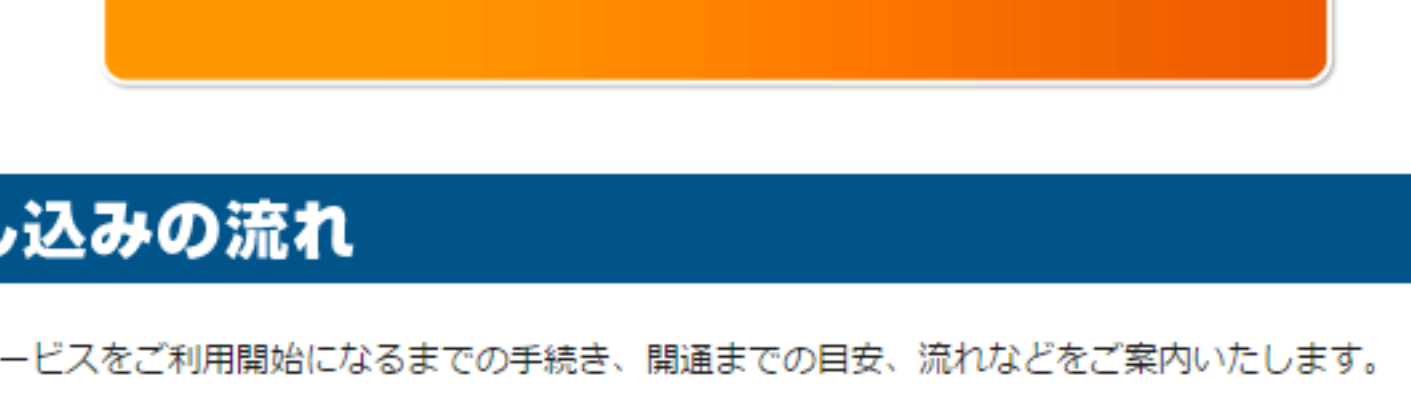 し込みの流れ
ービスをご利用開始になるまでの手続き、開通までの目安、流れなどをご案内いたします。